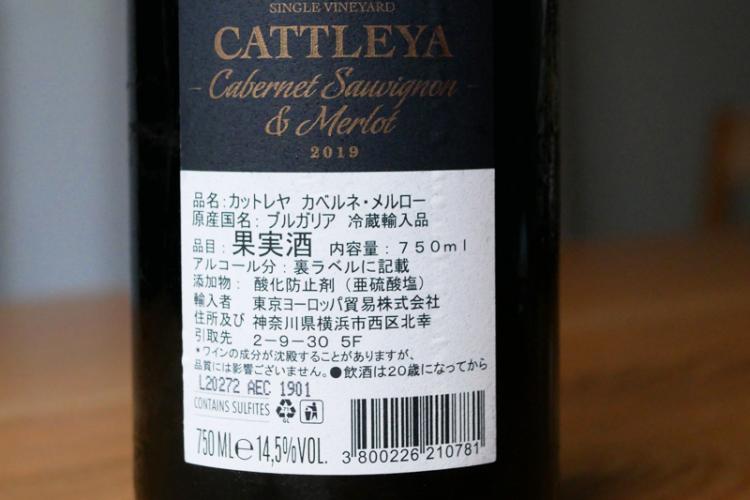 SINGLE VINEYARD
CATTLEYA
- Cabernet Sauvignon -
& Merlot
2019
品名:カットレヤ カベルネ・メルロー
原産国名:ブルガリア 冷蔵輸入品
品目:果実酒 内容量:750ml
アルコール分:裏ラベルに記載
添加物: 酸化防止剤(亜硫酸塩)
輸入者 東京ヨーロッパ貿易株式会社
住所及び 神奈川県横浜市西区北幸
引取先 2-9-30 5F
*ワインの成分が沈殿することがありますが、
品質には影響ございません。●飲酒は20歳になってから
L20272 AEC 1901
CONTAINS SULFITES
GL
750 ML e 14,5% VOL.
3 800226 210781